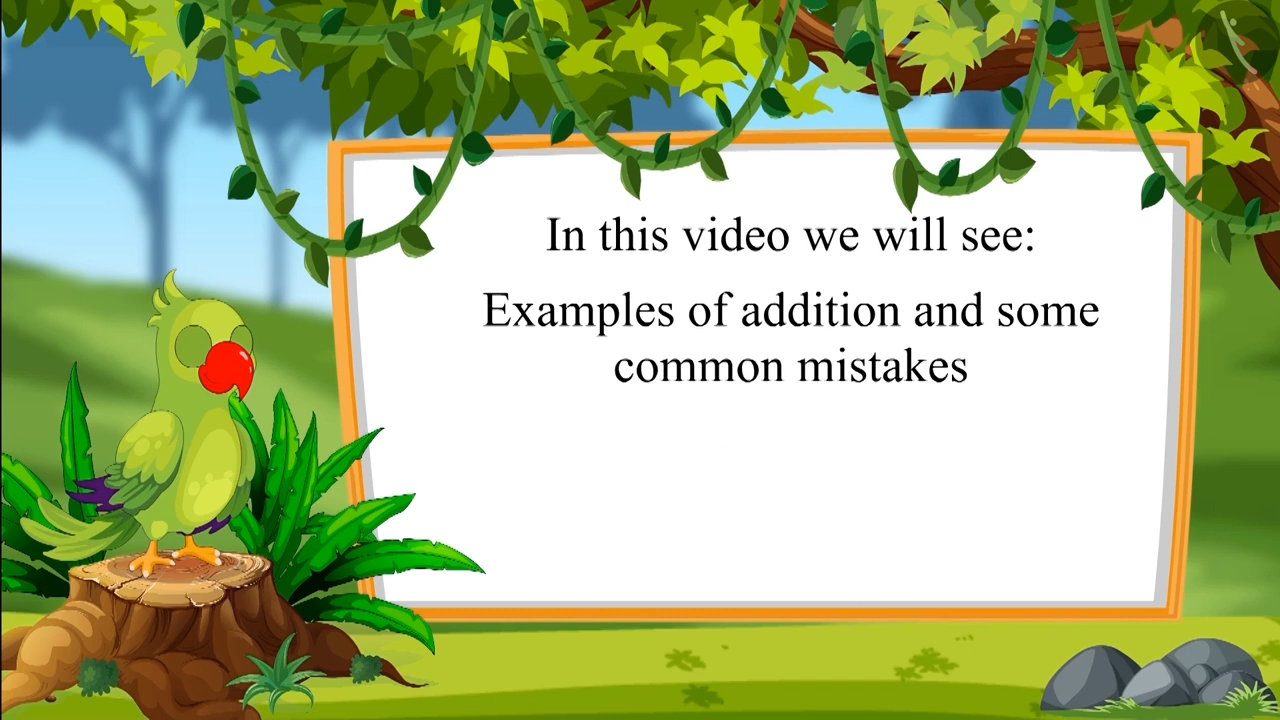 In this video we will see:
Examples of addition and some
common mistakes